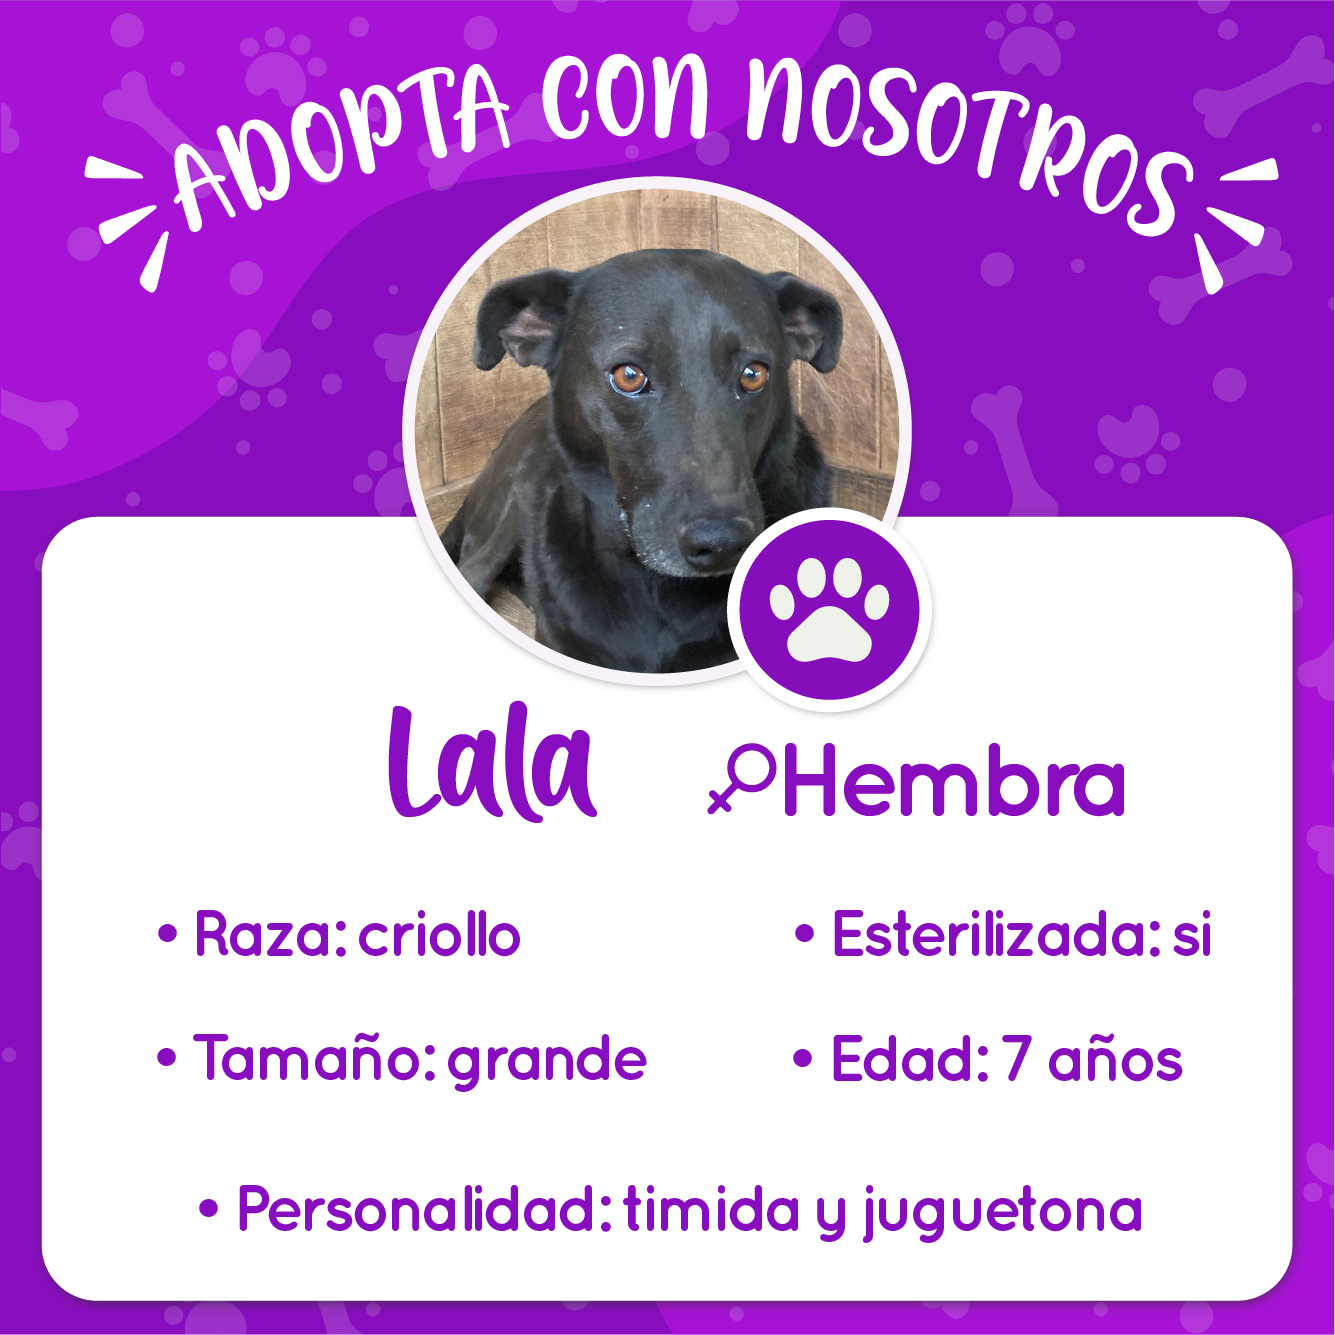 ADOPTA CON NOSOTROS
Lala
Hembra
• Raza: criollo
• Esterilizada: si
• Tamaño: grande
• Edad: 7 años
• Personalidad: timida y juguetona